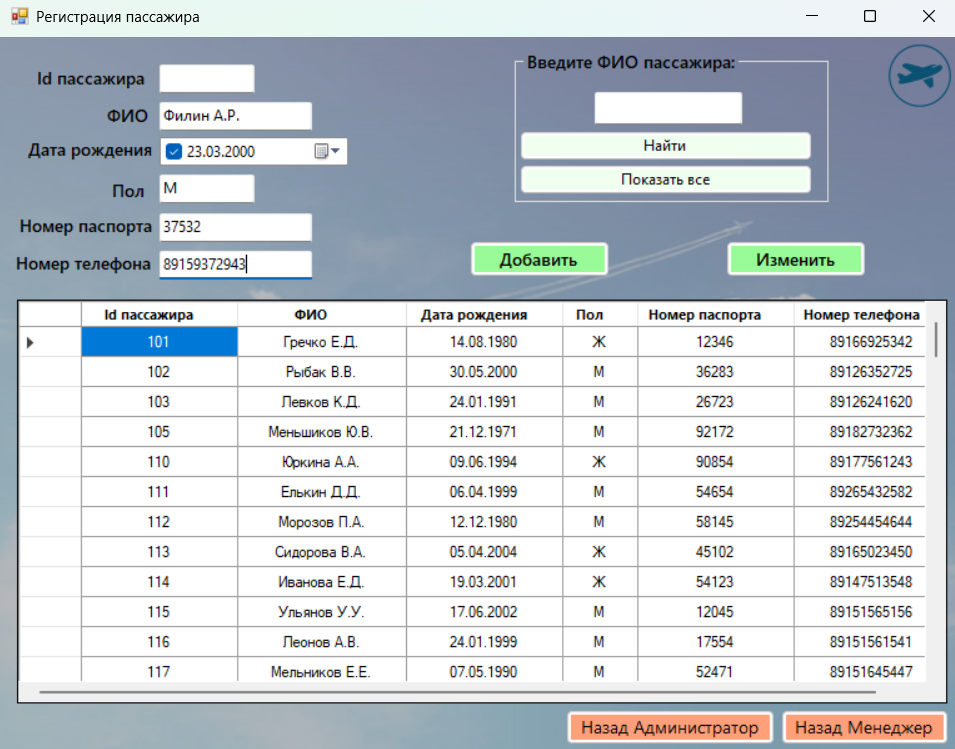 Регистрация пассажира
Id пассажира
ФИО Филин А.Р.
Дата рождения 23.03.2000
Пол М
Номер паспорта 37532
Номер телефона 89159372943
Введите ФИО пассажира:
Найти
Показать все
Добавить Изменить
Id пассажира ФИО Дата рождения Пол Номер паспорта Номер телефона
101 Гречко Е.Д. 14.08.1980 Ж 12346 89166925342
102 Рыбак В.В. 30.05.2000 М 36283 89126352725
103 Левков К.Д. 24.01.1991 М 26723 89126241620
105 Меньшиков Ю.В. 21.12.1971 М 92172 89182732362
110 Юркина А.А. 09.06.1994 Ж 90854 89177561243
111 Елькин Д.Д. 06.04.1999 М 54654 89265432582
112 Морозов П.А. 12.12.1980 М 58145 89254454644
113 Сидорова В.А. 05.04.2004 Ж 45102 89165023450
114 Иванова Е.Д. 19.03.2001 Ж 54123 89147513548
115 Ульянов У.У. 17.06.2002 М 12045 89151565156
116 Леонов А.В. 24.01.1999 М 17554 89151561541
117 Мельников Е.Е. 07.05.1990 М 52471 89151645447
Назад Администратор Назад Менеджер